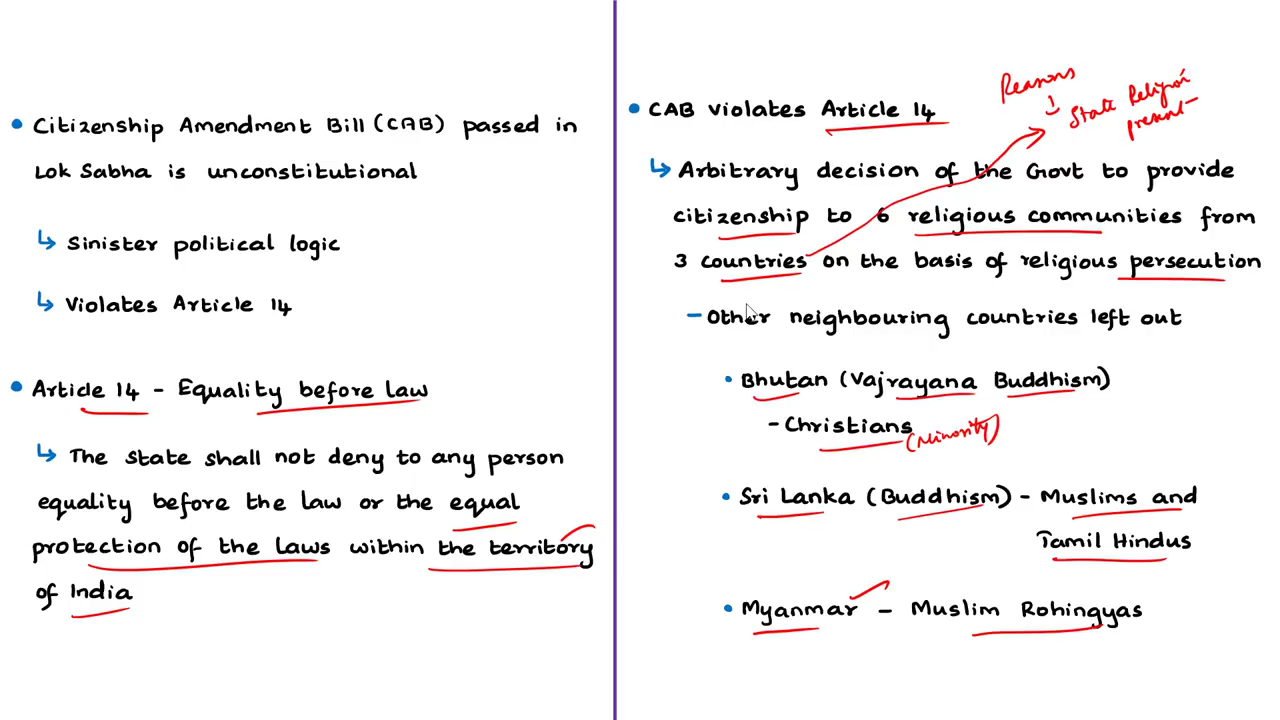 • Citizenship Amendment Bill (CAB) passed in
Lok Sabha is unconstitutional
↳ Sinister political logic
↳ Violates Article 14
• Article 14 - Equality before law
↳ The state shall not deny to any person
equality before the law or the equal
protection of the laws within the territory
of India
Reasons
↓
State Religion
present
• CAB violates Article 14
↳ Arbitrary decision of the Govt to provide
citizenship to 6 religious communities from
3 countries on the basis of religious persecution
- Other neighbouring countries left out
• Bhutan (Vajrayana Buddhism)
- Christians
(Minority)
• Sri Lanka (Buddhism) - Muslims and
Tamil Hindus
• Myanmar - Muslim Rohingyas